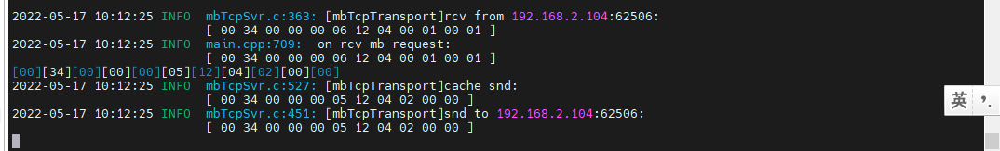 2022-05-17 10:12:25 INFO  mbTcpSvr.c:363: [mbTcpTransport]rcv from 192.168.2.104:62506:
[ 00 34 00 00 00 06 12 04 00 01 00 01 ]
2022-05-17 10:12:25 INFO  main.cpp:709:  on rcv mb request:
[ 00 34 00 00 00 06 12 04 00 01 00 01 ]
[00][34][00][00][00][05][12][04][02][00][00]
2022-05-17 10:12:25 INFO  mbTcpSvr.c:527: [mbTcpTransport]cache snd:
[ 00 34 00 00 00 05 12 04 02 00 00 ]
2022-05-17 10:12:25 INFO  mbTcpSvr.c:451: [mbTcpTransport]snd to 192.168.2.104:62506:
[ 00 34 00 00 00 05 12 04 02 00 00 ]
英